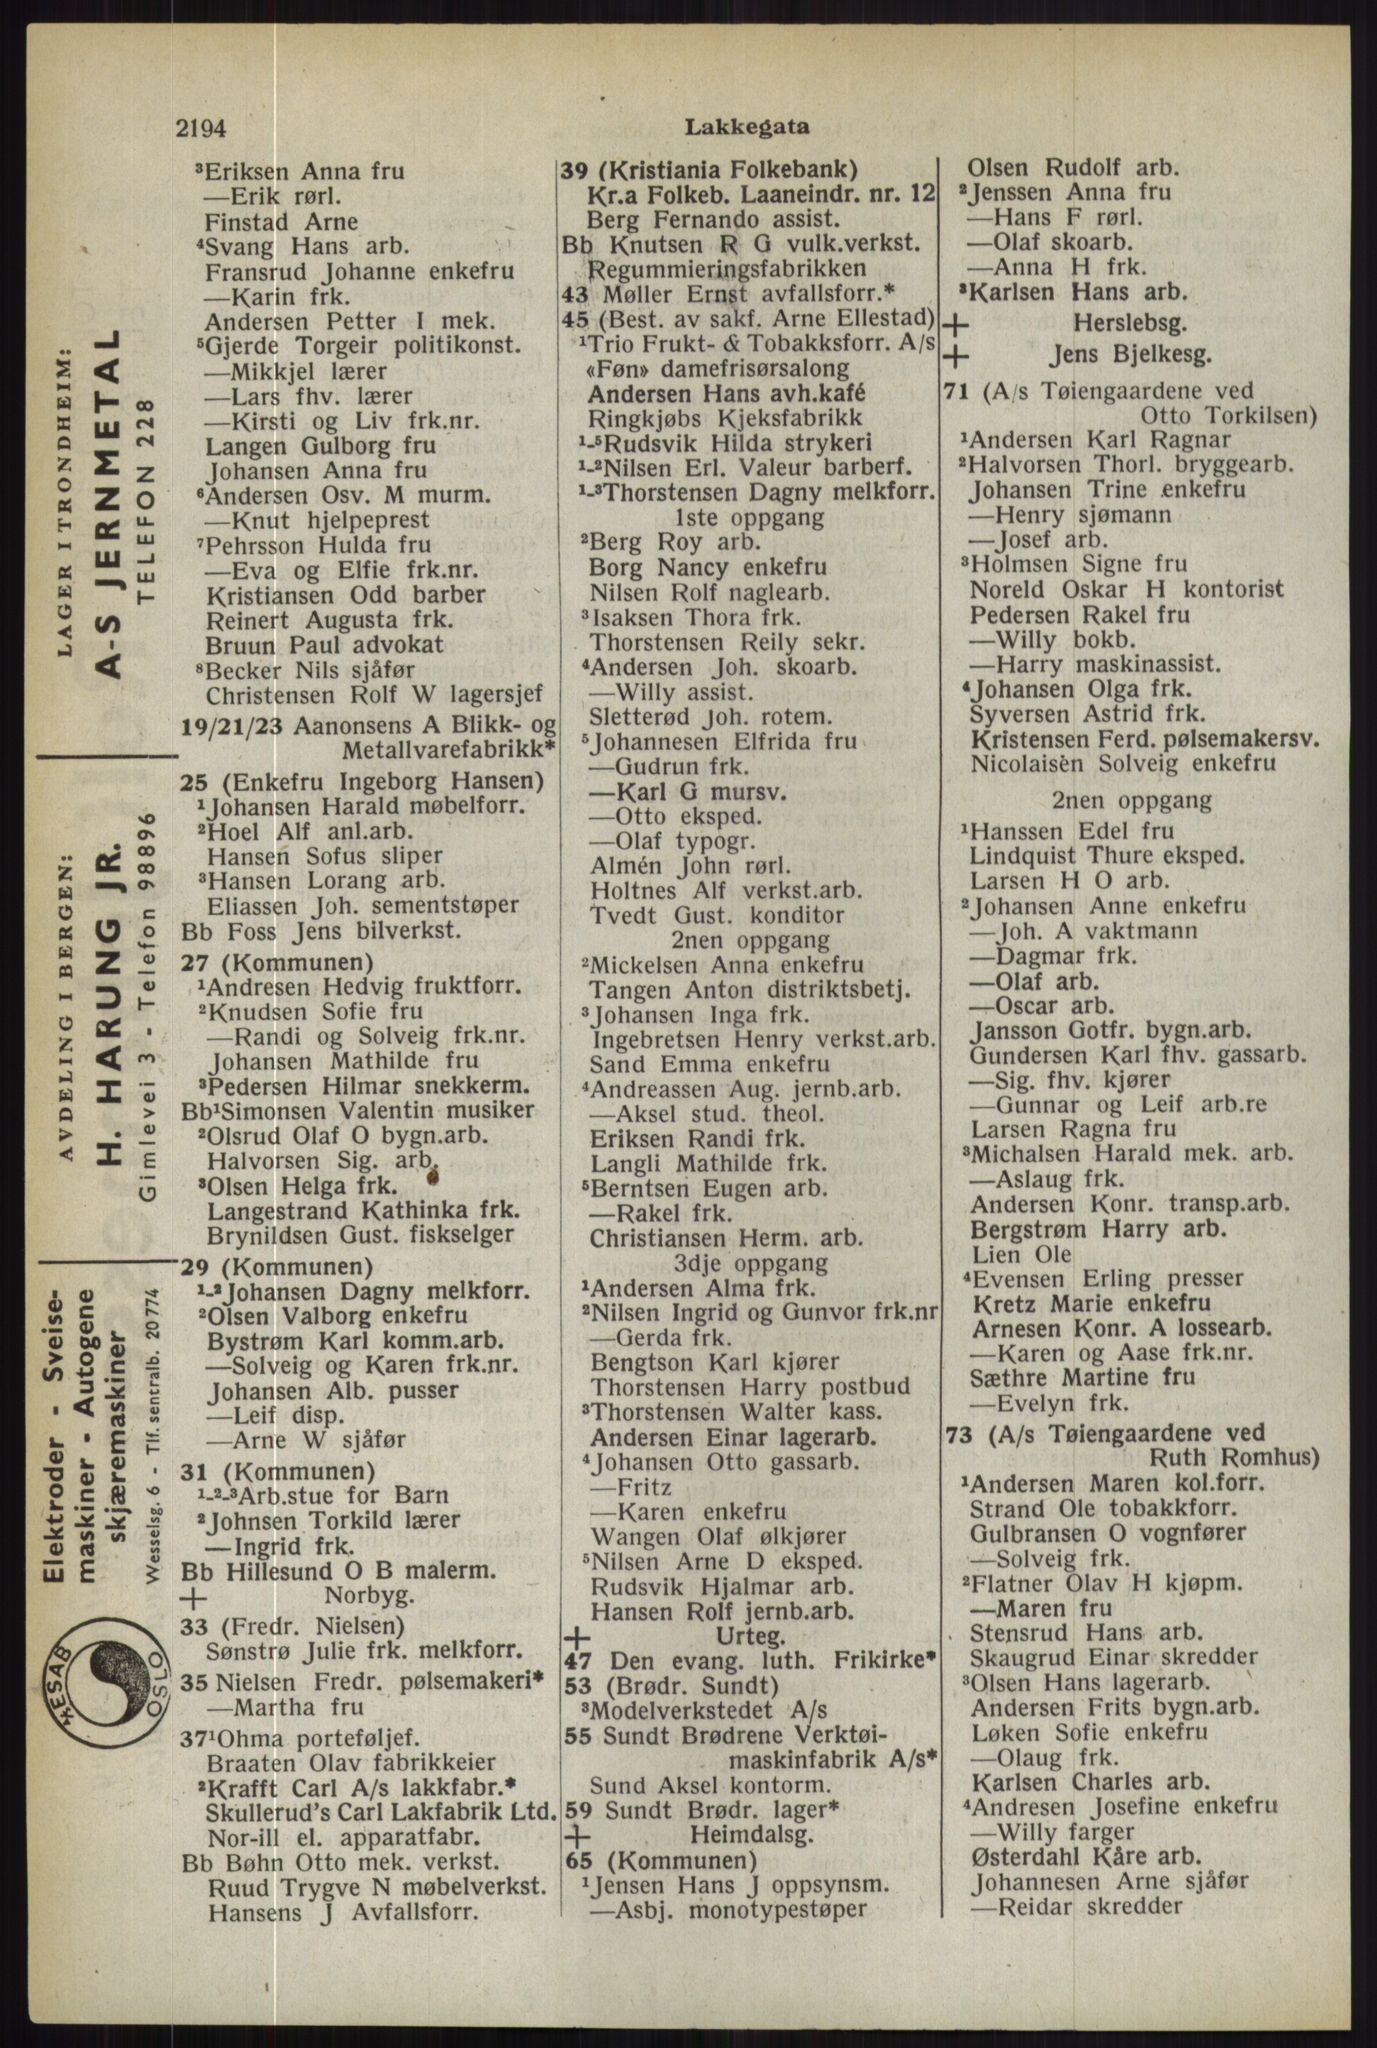 2194
Lakkegata
³Eriksen Anna fru
—Erik rørl.
Finstad Arne
⁴Svang Hans arb.
Fransrud Johanne enkefru
—Karin frk.
Andersen Petter I mek.
⁵Gjerde Torgeir politikonst.
—Mikkjel lærer
—Lars fhv. lærer
—Kirsti og Liv frk.nr.
Langen Gulborg fru
Johansen Anna fru
⁶Andersen Osv. M murm.
—Knut hjelpeprest
⁷Pehrsson Hulda fru
—Eva og Elfie frk.nr.
Kristiansen Odd barber
Reinert Augusta frk.
Bruun Paul advokat
⁸Becker Nils sjåfør
Christensen Rolf W lagersjef
19/21/23 Aanonsens A Blikk- og
Metallvarefabrikk*
25 (Enkefru Ingeborg Hansen)
¹Johansen Harald møbelforr.
²Hoel Alf anl.arb.
Hansen Sofus sliper
³Hansen Lorang arb.
Eliassen Joh. sementstøper
Bb Foss Jens bilverkst.
27 (Kommunen)
¹Andresen Hedvig fruktforr.
²Knudsen Sofie fru
—Randi og Solveig frk.nr.
Johansen Mathilde fru
³Pedersen Hilmar snekkerm.
Bb¹Simonsen Valentin musiker
²Olsrud Olaf O bygn.arb.
Halvorsen Sig. arb.
³Olsen Helga frk.
Langestrand Kathinka frk.
Brynildsen Gust. fiskselger
29 (Kommunen)
¹-²Johansen Dagny melkforr.
²Olsen Valborg enkefru
Bystrøm Karl komm.arb.
—Solveig og Karen frk.nr.
Johansen Alb. pusser
—Leif disp.
—Arne W sjåfør
31 (Kommunen)
¹-²-³Arb.stue for Barn
²Johnsen Torkild lærer
—Ingrid frk.
Bb Hillesund O B malerm.
+ Norbyg.
33 (Fredr. Nielsen)
Sønstrø Julie frk. melkforr.
35 Nielsen Fredr. pølsemakeri*
—Martha fru
37¹Ohma porteføljef.
Braaten Olav fabrikkeier
²Krafft Carl A/s lakkfabr.*
Skullerud's Carl Lakfabrik Ltd.
Nor-ill el. apparatfabr.
Bb Bøhn Otto mek. verkst.
Ruud Trygve N møbelverkst.
Hansens J Avfallsforr.
39 (Kristiania Folkebank)
Kr.a Folkeb. Laaneindr. nr. 12
Berg Fernando assist.
Bb Knutsen R G vulk.verkst.
Regummieringsfabrikken
43 Møller Ernst avfallsforr.*
45 (Best. av sakf. Arne Ellestad)
¹Trio Frukt- & Tobakksforr. A/s
«Føn» damefrisørsalong
Andersen Hans avh.kafé
Ringkjøbs Kjeksfabrikk
¹-⁵Rudsvik Hilda strykeri
¹-²Nilsen Erl. Valeur barberf.
¹-³Thorstensen Dagny melkforr.
1ste oppgang
²Berg Roy arb.
Borg Nancy enkefru
Nilsen Rolf naglearb.
³Isaksen Thora frk.
Thorstensen Reily sekr.
⁴Andersen Joh. skoarb.
—Willy assist.
Sletterød Joh. rotem.
⁵Johannesen Elfrida fru
—Gudrun frk.
—Karl G mursv.
—Otto eksped.
—Olaf typogr.
Almén John rørl.
Holtnes Alf verkst.arb.
Tvedt Gust. konditor
2nen oppgang
²Mickelsen Anna enkefru
Tangen Anton distriktsbetj.
³Johansen Inga frk.
Ingebretsen Henry verkst.arb.
Sand Emma enkefru
⁴Andreassen Aug. jernb.arb.
—Aksel stud. theol.
Eriksen Randi frk.
Langli Mathilde frk.
⁵Berntsen Eugen arb.
—Rakel frk.
Christiansen Herm. arb.
3dje oppgang
¹Andersen Alma frk.
²Nilsen Ingrid og Gunvor frk.nr
—Gerda frk.
Bengtson Karl kjører
Thorstensen Harry postbud
³Thorstensen Walter kass.
Andersen Einar lagerarb.
⁴Johansen Otto gassarb.
—Fritz
—Karen enkefru
Wangen Olaf ølkjører
⁵Nilsen Arne D eksped.
Rudsvik Hjalmar arb.
Hansen Rolf jernb.arb.
+ Urteg.
47 Den evang. luth. Frikirke*
53 (Brødr. Sundt)
³Modelverkstedet A/s
55 Sundt Brødrene Verktøi-
maskinfabrik A/s*
Sund Aksel kontorm.
59 Sundt Brødr. lager*
+ Heimdalsg.
65 (Kommunen)
¹Jensen Hans J oppsynsm.
—Asbj. monotypestøper
Olsen Rudolf arb.
²Jenssen Anna fru
—Hans F rørl.
—Olaf skoarb.
—Anna H frk.
³Karlsen Hans arb.
+ Herslebsg.
+ Jens Bjelkesg.
71 (A/s Tøiengaardene ved
Otto Torkilsen)
¹Andersen Karl Ragnar
²Halvorsen Thorl. bryggearb.
Johansen Trine enkefru
—Henry sjømann
—Josef arb.
³Holmsen Signe fru
Noreld Oskar H kontorist
Pedersen Rakel fru
—Willy bokb.
—Harry maskinassist.
⁴Johansen Olga frk.
Syversen Astrid frk.
Kristensen Ferd. pølsemakersv.
Nicolaisen Solveig enkefru
2nen oppgang
¹Hanssen Edel fru
Lindquist Thure eksped.
Larsen H O arb.
²Johansen Anne enkefru
—Joh. A vaktmann
—Dagmar frk.
—Olaf arb.
—Oscar arb.
Jansson Gotfr. bygn.arb.
Gundersen Karl fhv. gassarb.
—Sig. fhv. kjører
—Gunnar og Leif arb.re
Larsen Ragna fru
³Michalsen Harald mek. arb.
—Aslaug frk.
Andersen Konr. transp.arb.
Bergstrøm Harry arb.
Lien Ole
⁴Evensen Erling presser
Kretz Marie enkefru
Arnesen Konr. A lossearb.
—Karen og Aase frk.nr.
Sæthre Martine fru
—Evelyn frk.
73 (A/s Tøiengaardene ved
Ruth Romhus)
¹Andersen Maren kol.forr.
Strand Ole tobakkforr.
Gulbransen O vognfører
—Solveig frk.
²Flatner Olav H kjøpm.
—Maren fru
Stensrud Hans arb.
Skaugrud Einar skredder
³Olsen Hans lagerarb.
Andersen Frits bygn.arb.
Løken Sofie enkefru
—Olaug frk.
Karlsen Charles arb.
⁴Andresen Josefine enkefru
—Willy farger
Østerdahl Kåre arb.
Johannesen Arne sjåfør
—Reidar skredder
LAGER I TRONDHEIM:
A-S JERNMETAL
TELEFON 228
AVDELING I BERGEN:
H. HARUNG JR.
Gimlevei 3 - Telefon 98896
Elektroder - Sveise-
maskiner - Autogene
skjæremaskiner
Wesselsg. 6 - Tlf. sentralb. 20774
ESAB
OSLO